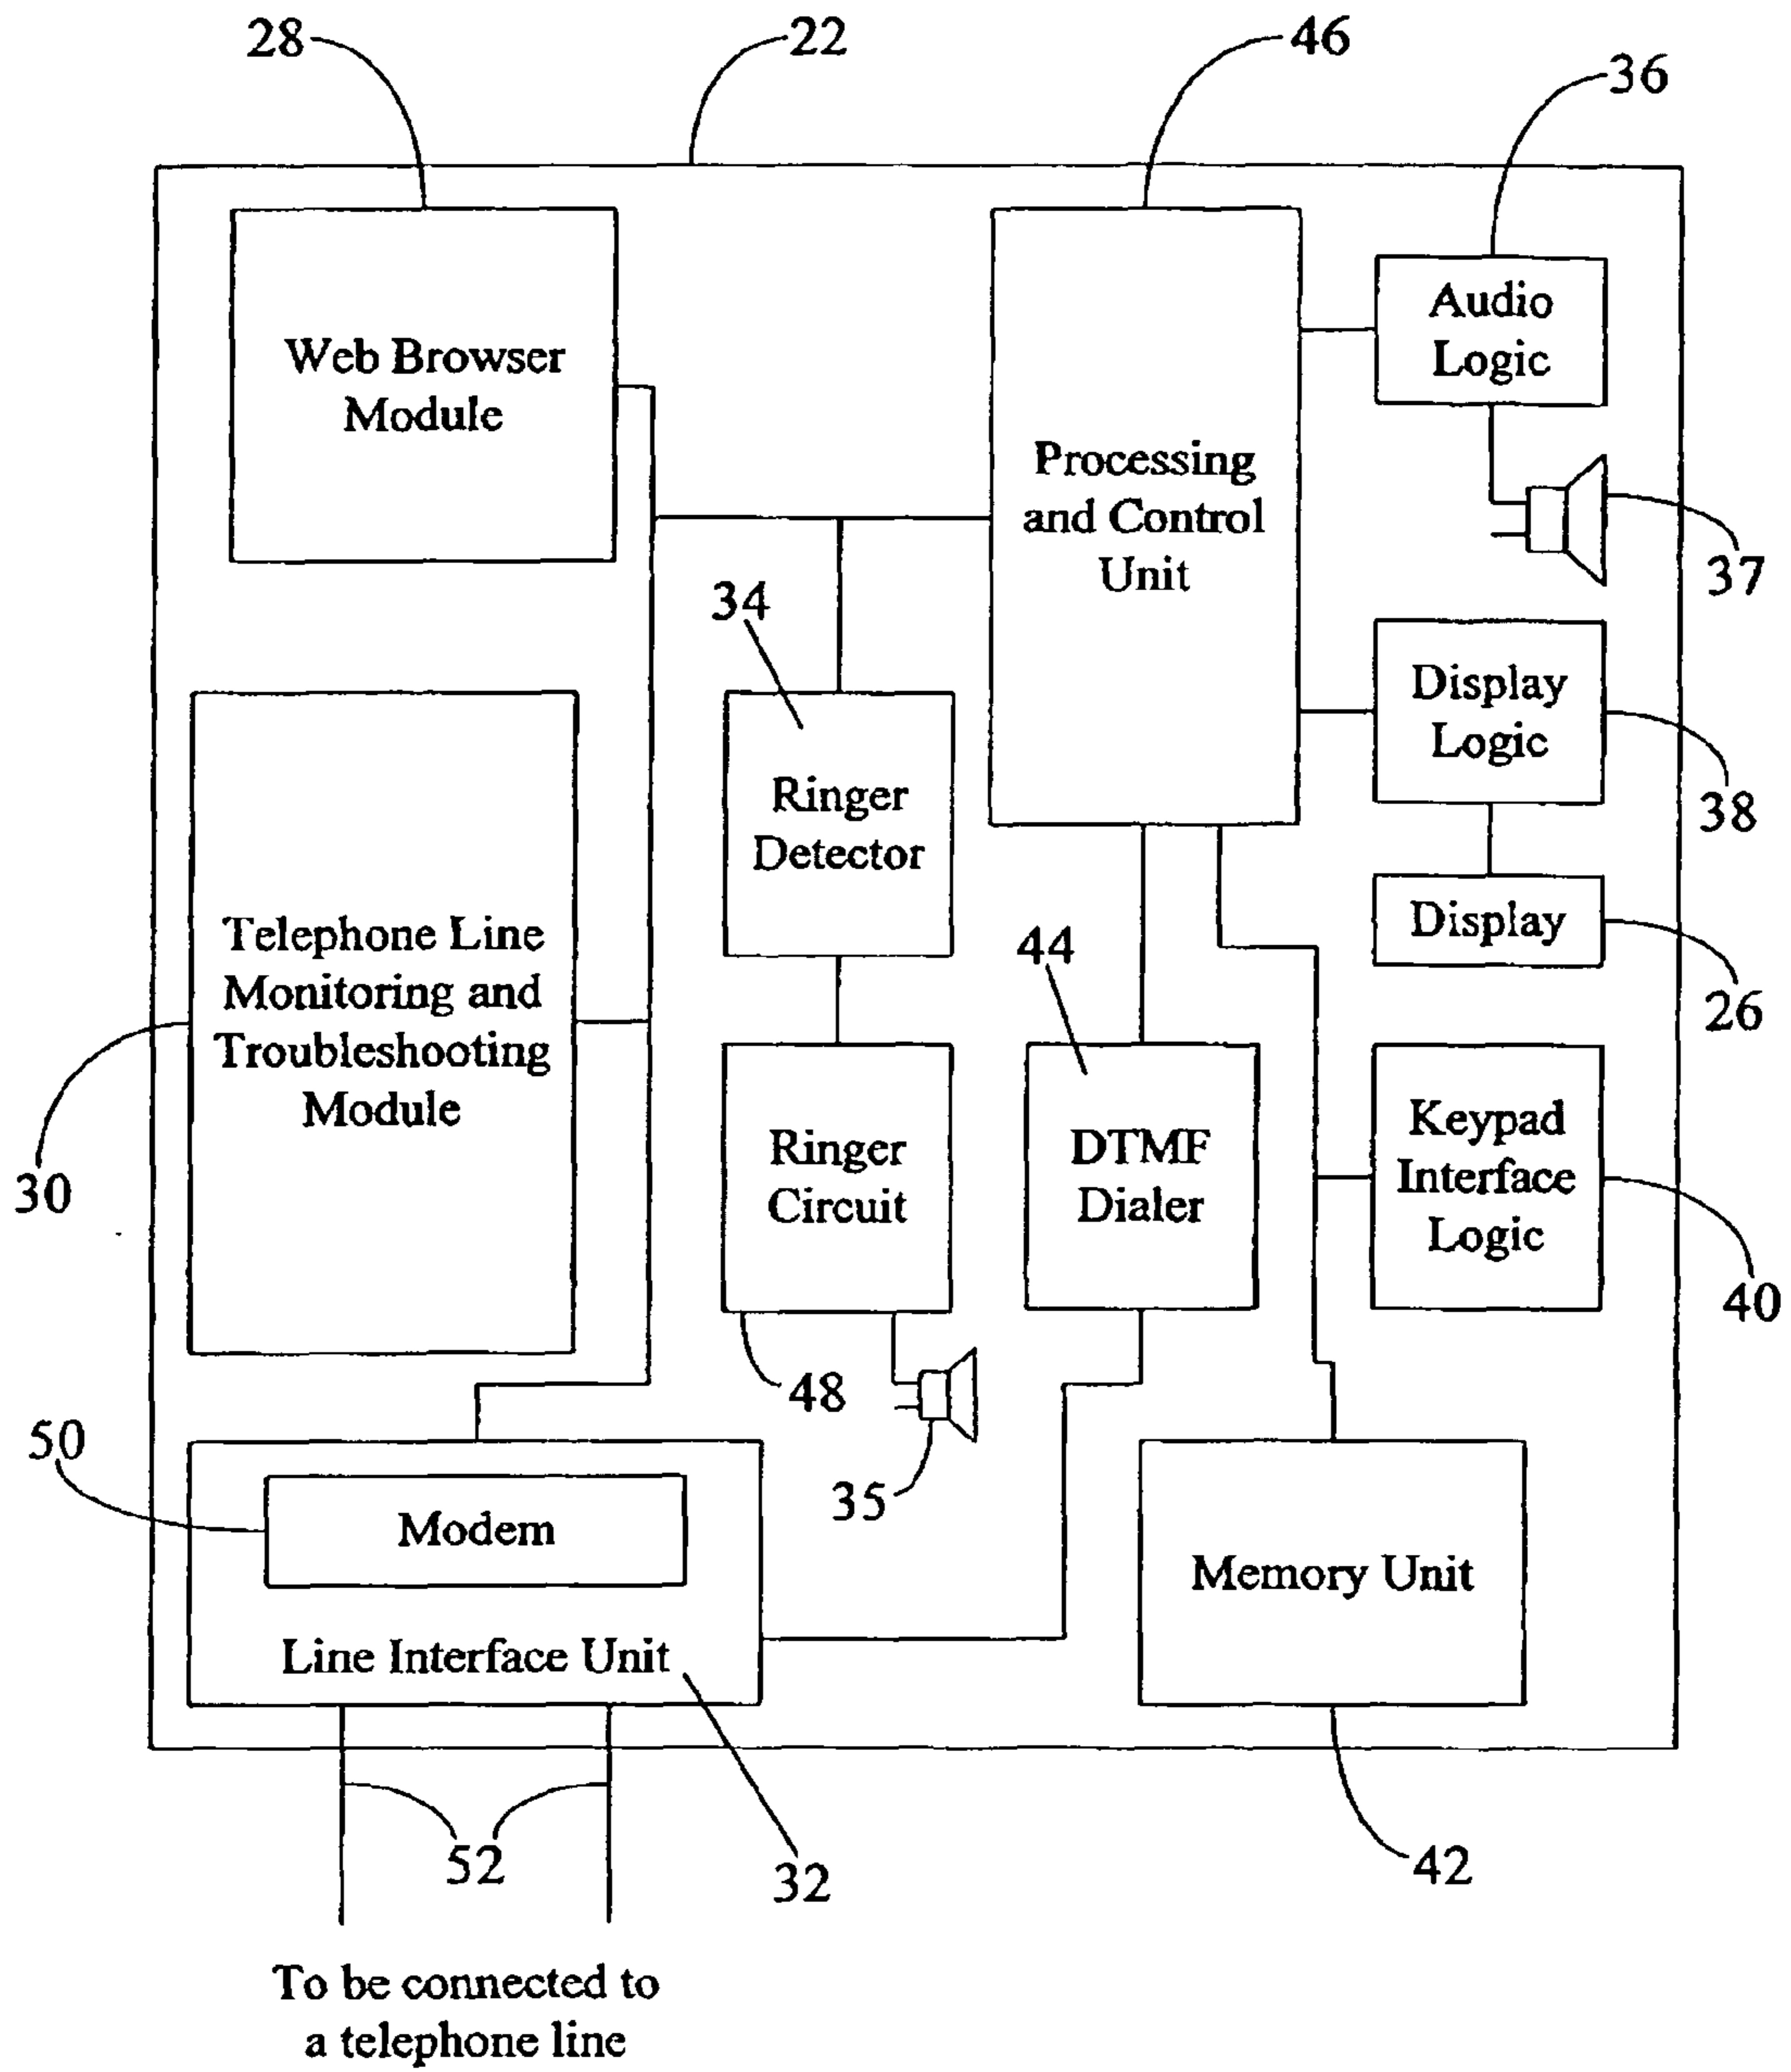 28
22
46
36
Web Browser
Module
Processing
and Control
Unit
Audio
Logic
37
34
Ringer
Detector
Display
Logic
38
Display
26
Telephone Line
Monitoring and
Troubleshooting
Module
30
44
Ringer
Circuit
48
35
DTMF
Dialer
Keypad
Interface
Logic
40
50
Modem
Line Interface Unit
Memory Unit
52
32
42
To be connected to
a telephone line